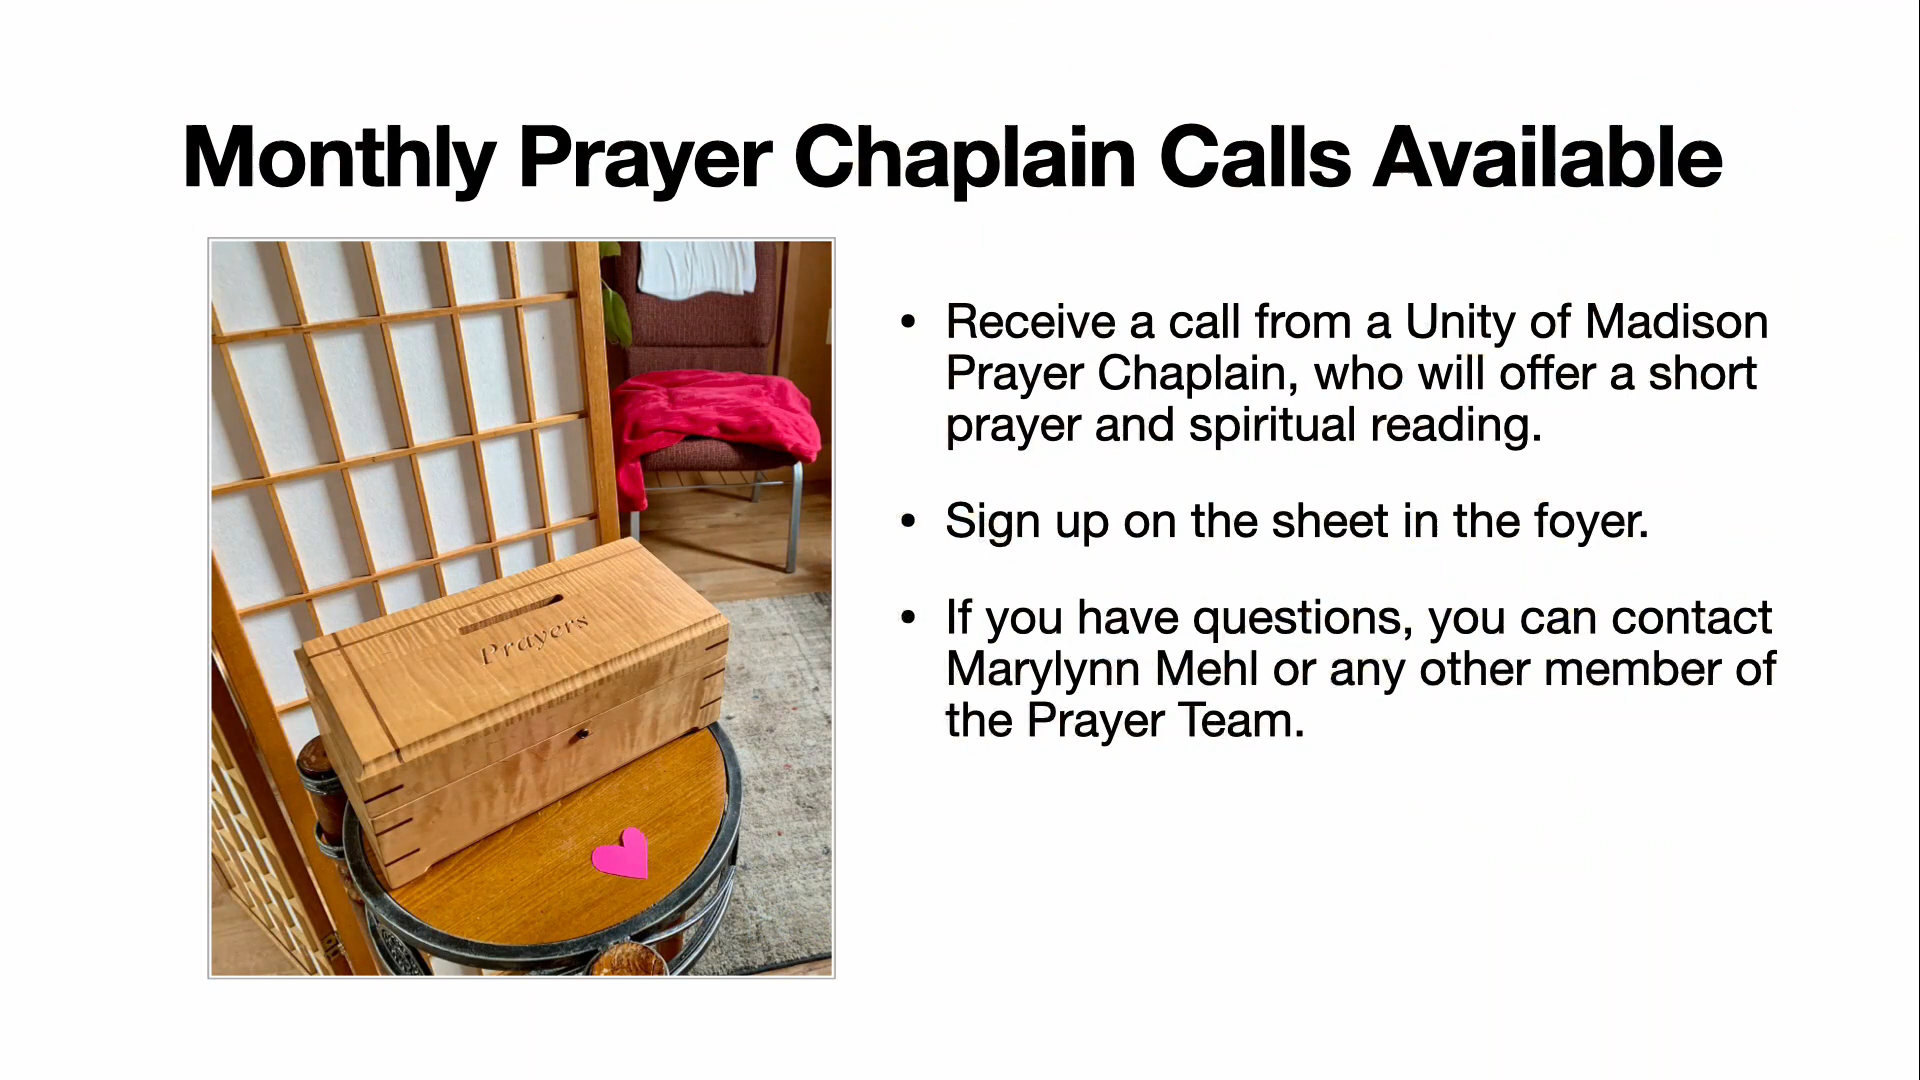 Monthly Prayer Chaplain Calls Available
• Receive a call from a Unity of Madison
Prayer Chaplain, who will offer a short
prayer and spiritual reading.
• Sign up on the sheet in the foyer.
• If you have questions, you can contact
Marylynn Mehl or any other member of
the Prayer Team.
Prayers